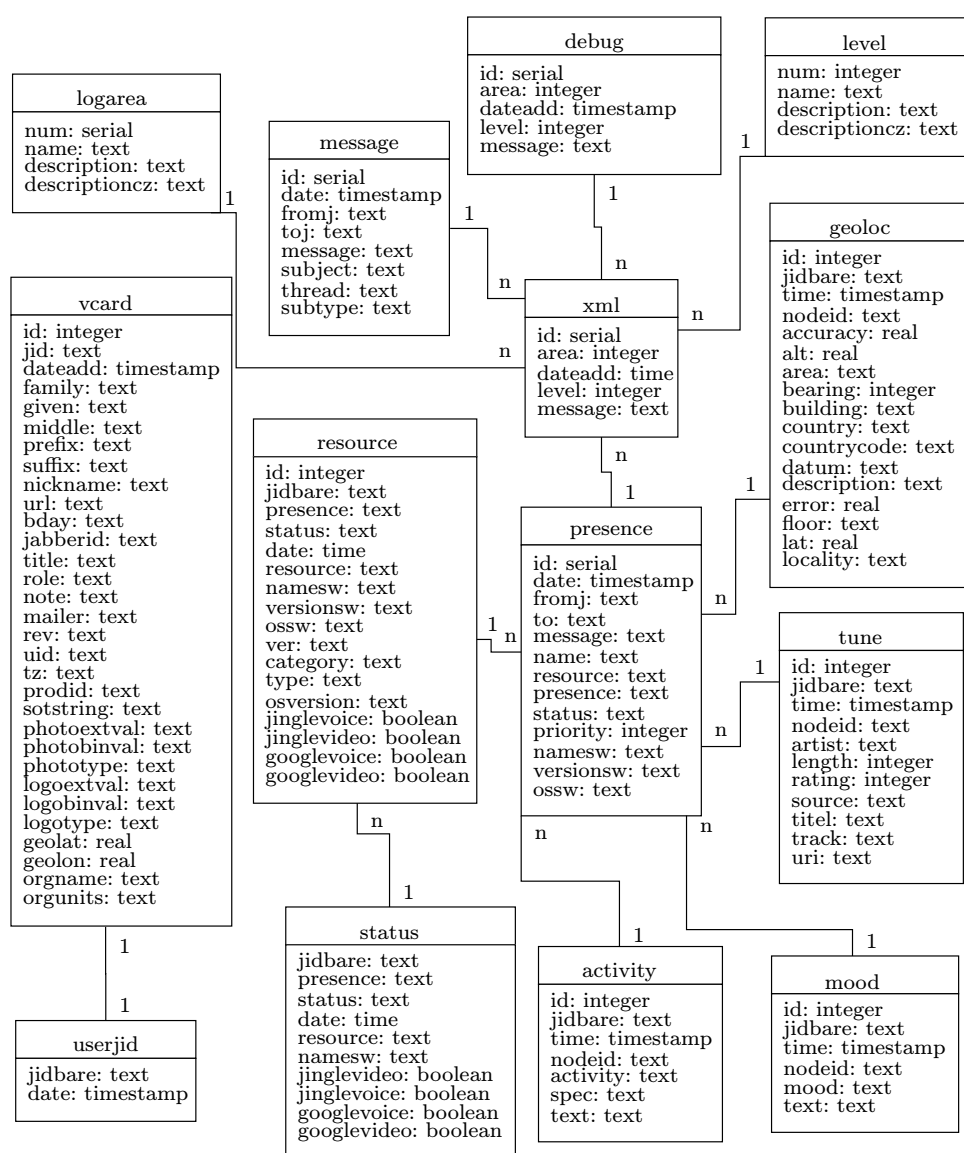 debug
id: serial
area: integer
dateadd: timestamp
level: integer
message: text
level
num: integer
name: text
description: text
descriptioncz: text
logarea
num: serial
name: text
description: text
descriptioncz: text
message
id: serial
date: timestamp
fromj: text
toj: text
message: text
subject: text
thread: text
subtype: text
1
1
1
1
n
n
n
n
geoloc
id: integer
jidbare: text
time: timestamp
nodeid: text
accuracy: real
alt: real
area: text
bearing: integer
building: text
country: text
countrycode: text
datum: text
description: text
error: real
floor: text
lat: real
locality: text
vcard
id: integer
jid: text
dateadd: timestamp
family: text
given: text
middle: text
prefix: text
suffix: text
nickname: text
url: text
bday: text
jabberid: text
title: text
role: text
note: text
mailer: text
rev: text
uid: text
tz: text
prodid: text
sotstring: text
photoextval: text
photobinval: text
phototype: text
logoextval: text
logobinval: text
logotype: text
geolat: real
geolon: real
orgname: text
orgunits: text
xml
id: serial
area: integer
dateadd: time
level: integer
message: text
n
1
resource
id: integer
jidbare: text
presence: text
status: text
date: time
resource: text
namesw: text
versionsw: text
ossw: text
ver: text
category: text
type: text
osversion: text
jinglevoice: boolean
jinglevideo: boolean
googlevoice: boolean
googlevideo: boolean
presence
id: serial
date: timestamp
fromj: text
to: text
message: text
name: text
resource: text
presence: text
status: text
priority: integer
namesw: text
versionsw: text
ossw: text
1
n
1
n
1
n
tune
id: integer
jidbare: text
time: timestamp
nodeid: text
artist: text
length: integer
rating: integer
source: text
titel: text
track: text
uri: text
n
1
n
1
n
1
1
1
status
jidbare: text
presence: text
status: text
date: time
resource: text
namesw: text
jinglevideo: boolean
jinglevoice: boolean
googlevoice: boolean
googlevideo: boolean
activity
id: integer
jidbare: text
time: timestamp
nodeid: text
activity: text
spec: text
text: text
mood
id: integer
jidbare: text
time: timestamp
nodeid: text
mood: text
text: text
userjid
jidbare: text
date: timestamp